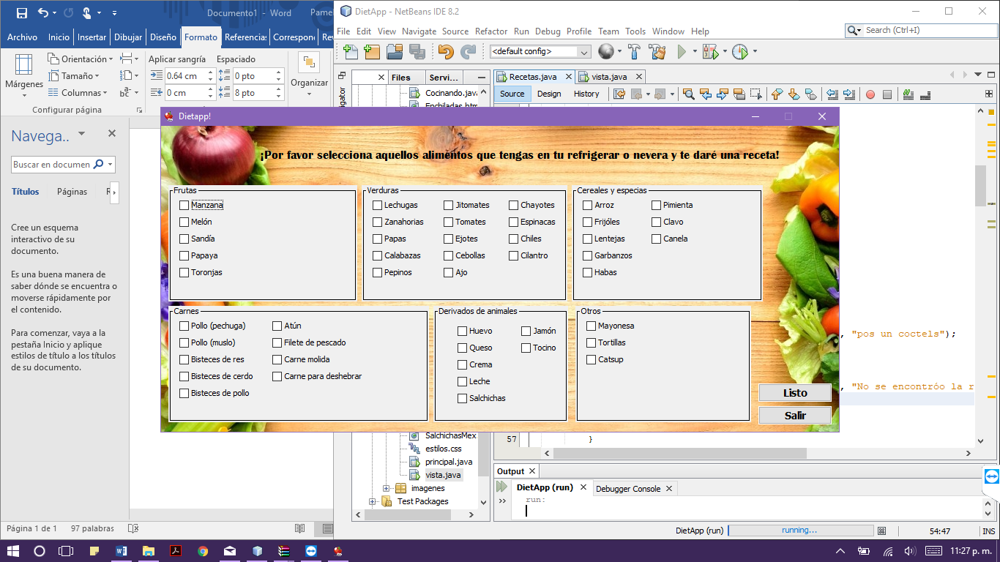 Documento1 - Word
Pamel
Archivo Inicio Insertar Dibujar Diseño Formato Referencias Correspon Rev
Márgenes
Orientación
Tamaño
Columnas
Configurar página
Aplicar sangría Espaciado
0.64 cm 0 pto
0 cm 8 pto
Organizar
Navega..
Buscar en documen
Títulos Páginas R
Cree un esquema
interactivo de su
documento.
Es una buena manera de
saber dónde se encuentra o
moverse rápidamente por
el contenido.
Para comenzar, vaya a la
pestaña Inicio y aplique
estilos de título a los títulos
de su documento.
Página 1 de 1 97 palabras
DietApp - NetBeans IDE 8.2
File Edit View Navigate Source Refactor Run Debug Profile Team Tools Window Help
Search (Ctrl+I)
<default config>
Files Servi...
Recetas.java vista.java
Source Design History
Cocinando.java
Enchiladas.htm
Dietapp!
¡Por favor selecciona aquellos alimentos que tengas en tu refrigerar o nevera y te daré una receta!
Frutas
Manzana
Melón
Sandía
Papaya
Toronjas
Verduras
Lechugas Jitomates Chayotes
Zanahorias Tomates Espinacas
Papas Ejotes Chiles
Calabazas Cebollas Cilantro
Pepinos Ajo
Cereales y especias
Arroz Pimienta
Frijóles Clavo
Lentejas Canela
Garbanzos
Habas
Carnes
Pollo (pechuga) Atún
Pollo (muslo) Filete de pescado
Bisteces de res Carne molida
Bisteces de cerdo Carne para deshebrar
Bisteces de pollo
Derivados de animales
Huevo Jamón
Queso Tocino
Crema
Leche
Salchichas
Otros
Mayonesa
Tortillas
Catsup
Listo
Salir
, "pos un coctels");
, "No se encontróo la r
57 }
SalchichasMex
estilos.css
principal.java
vista.java
imagenes
Test Packages
Output
DietApp (run) Debugger Console
run:
DietApp (run) running... 54:47 INS
11:27 p. m.